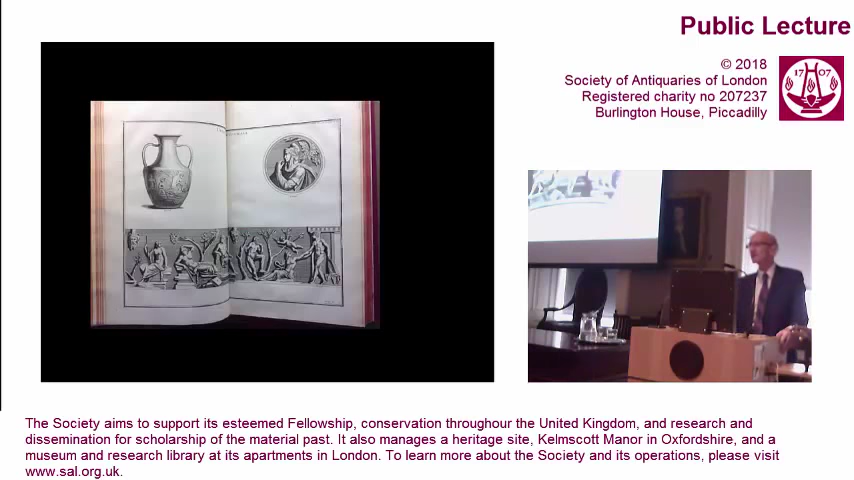 Public Lecture
© 2018
Society of Antiquaries of London
Registered charity no 207237
Burlington House, Piccadilly
17 07
The Society aims to support its esteemed Fellowship, conservation throughour the United Kingdom, and research and
dissemination for scholarship of the material past. It also manages a heritage site, Kelmscott Manor in Oxfordshire, and a
museum and research library at its apartments in London. To learn more about the Society and its operations, please visit
www.sal.org.uk.